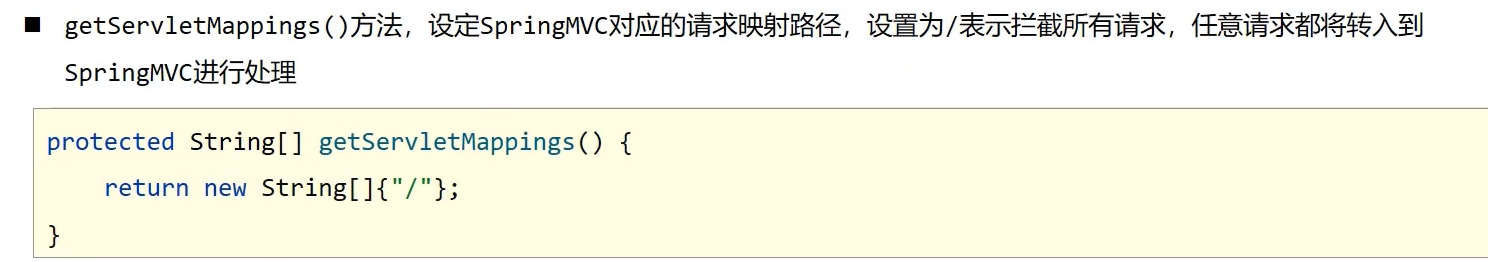 ■ getServletMappings()方法，设定SpringMVC对应的请求映射路径，设置为/表示拦截所有请求，任意请求都将转入到
SpringMVC进行处理
protected String[] getServletMappings() {
    return new String[]{"/"};
}